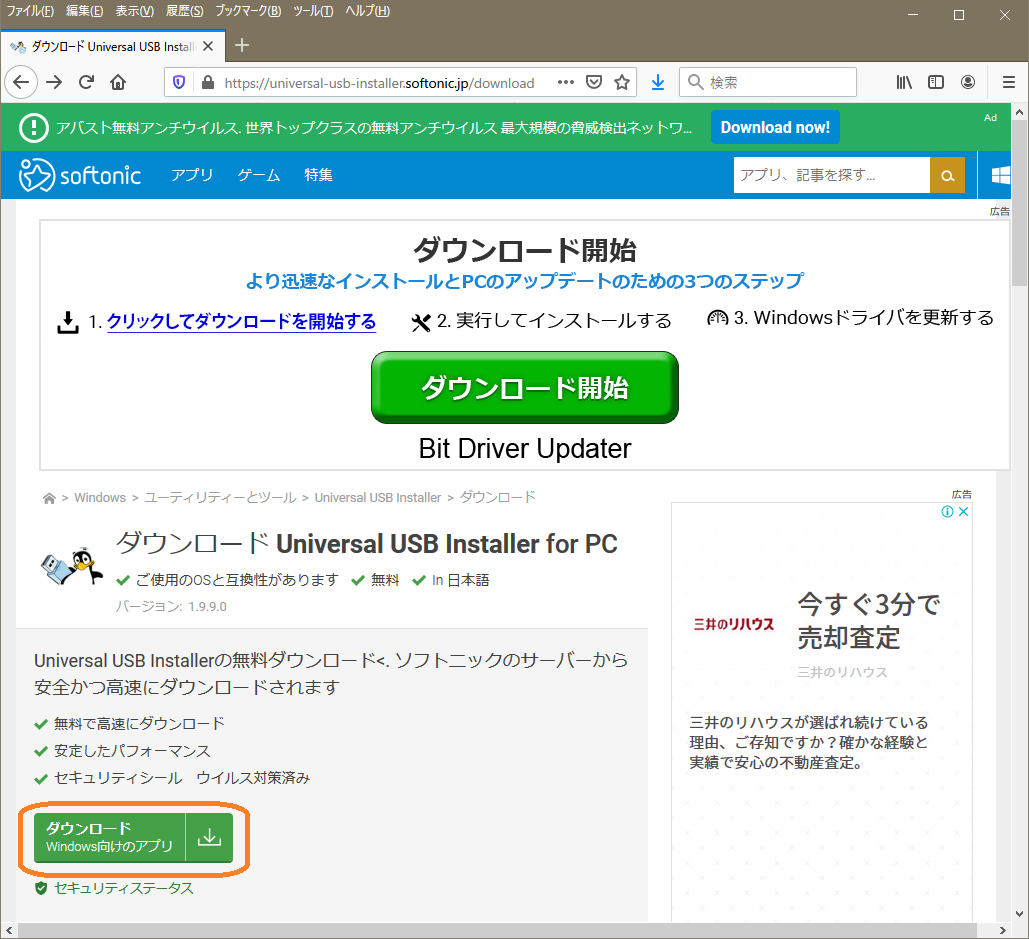 ファイル(F) 編集(E) 表示(V) 履歴(S) ブックマーク(B) ツール(T) ヘルプ(H)
ダウンロード Universal USB Install
https://universal-usb-installer.softonic.jp/download
検索
アバスト無料アンチウイルス. 世界トップクラスの無料アンチウイルス 最大規模の脅威検出ネットワ...
Download now!
Ad
softonic
アプリ ゲーム 特集
アプリ、記事を探す...
広告
ダウンロード開始
より迅速なインストールとPCのアップデートのための3つのステップ
1. クリックしてダウンロードを開始する
2. 実行してインストールする
3. Windowsドライバを更新する
ダウンロード開始
Bit Driver Updater
> Windows > ユーティリティーとツール > Universal USB Installer > ダウンロード
ダウンロード Universal USB Installer for PC
ご使用のOSと互換性があります 無料 In 日本語
バージョン: 1.9.9.0
Universal USB Installerの無料ダウンロード<. ソフトニックのサーバーから
安全かつ高速にダウンロードされます
無料で高速にダウンロード
安定したパフォーマンス
セキュリティシール ウイルス対策済み
ダウンロード
Windows向けのアプリ
セキュリティステータス
広告
三井のリハウス
今すぐ3分で
売却査定
三井のリハウス
三井のリハウスが選ばれ続けている
理由、ご存知ですか？確かな経験と
実績で安心の不動産査定。